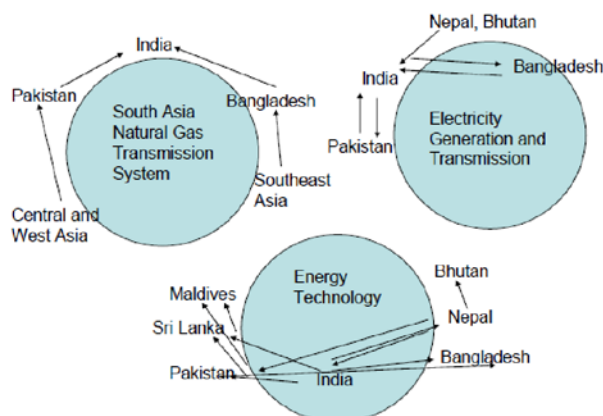 India
Pakistan
Bangladesh
South Asia
Natural Gas
Transmission
System
Southeast
Asia
Central and
West Asia
Nepal, Bhutan
India
Bangladesh
Pakistan
Electricity
Generation and
Transmission
Energy
Technology
Maldives
Sri Lanka
Pakistan
India
Bhutan
Nepal
Bangladesh